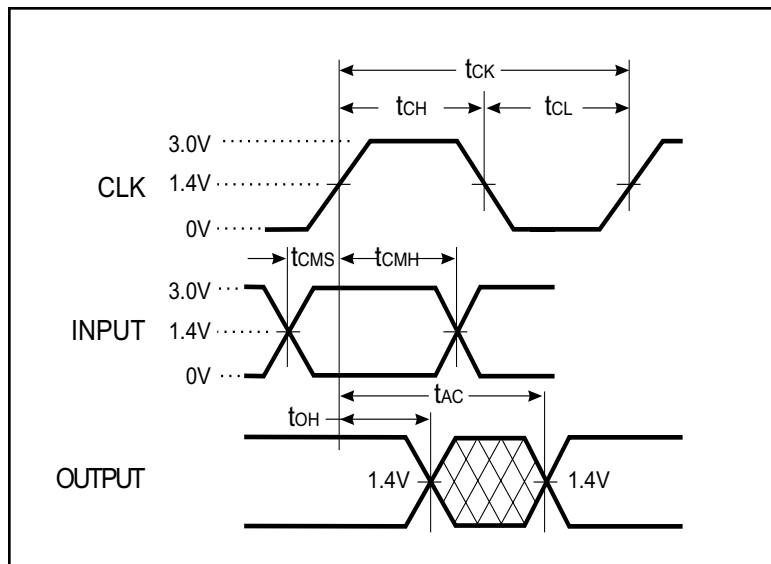 tCK
tCH tCL
3.0V
CLK 1.4V
0V
tCMS tCMH
3.0V
INPUT 1.4V
0V
tAC
tOH
OUTPUT 1.4V 1.4V